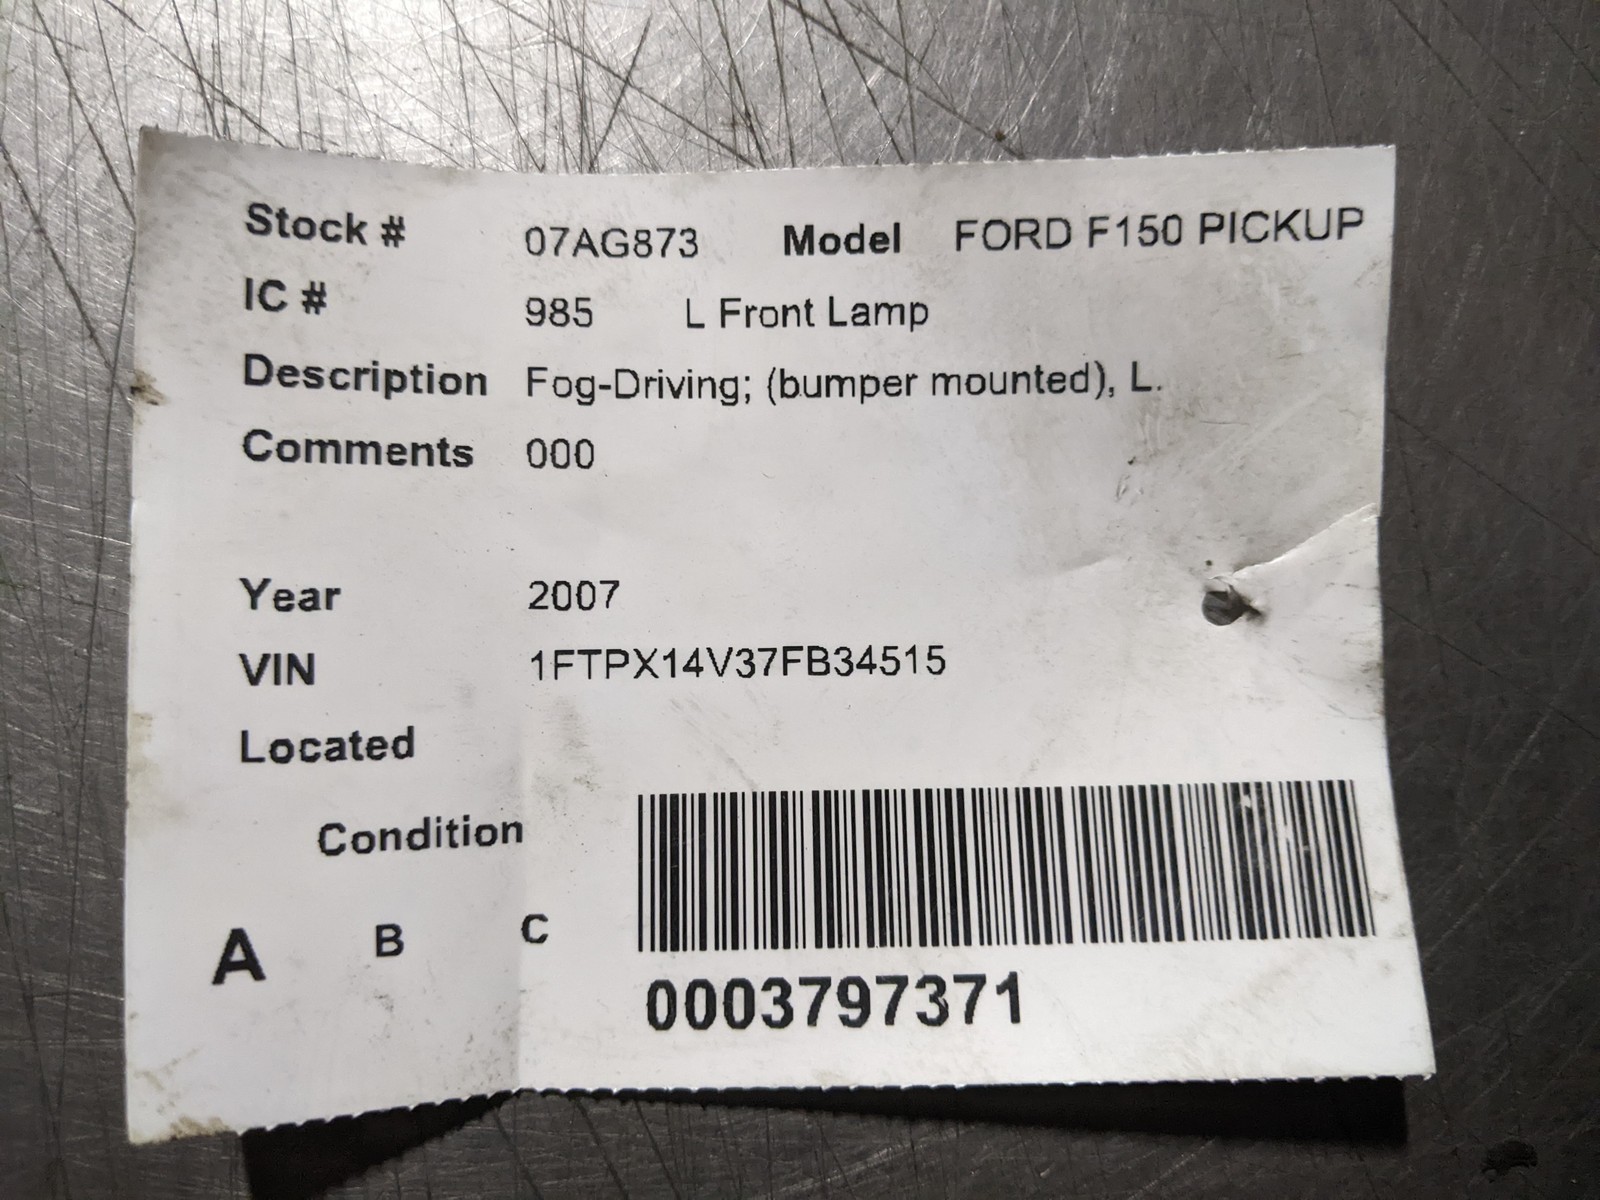 Stock # 07AG873 Model FORD F150 PICKUP
IC # 985 L Front Lamp
Description Fog-Driving; (bumper mounted), L.
Comments 000
Year 2007
VIN 1FTPX14V37FB34515
Located
Condition
A B C
0003797371